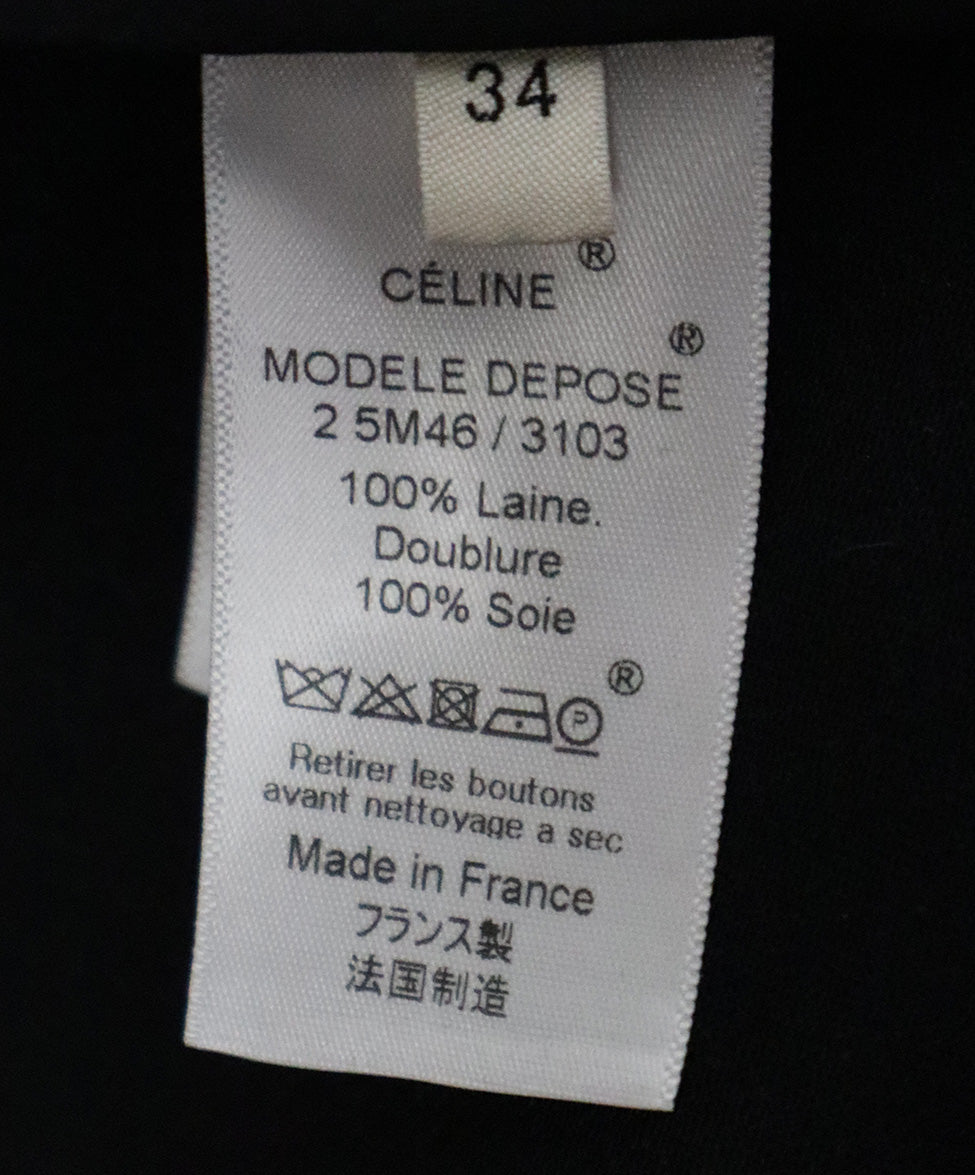 34
CÉLINE ®
MODELE DEPOSE ®
2 5M46 / 3103
100% Laine.
Doublure
100% Soie
P ®
Retirer les boutons
avant nettoyage a sec
Made in France
フランス製
法国制造